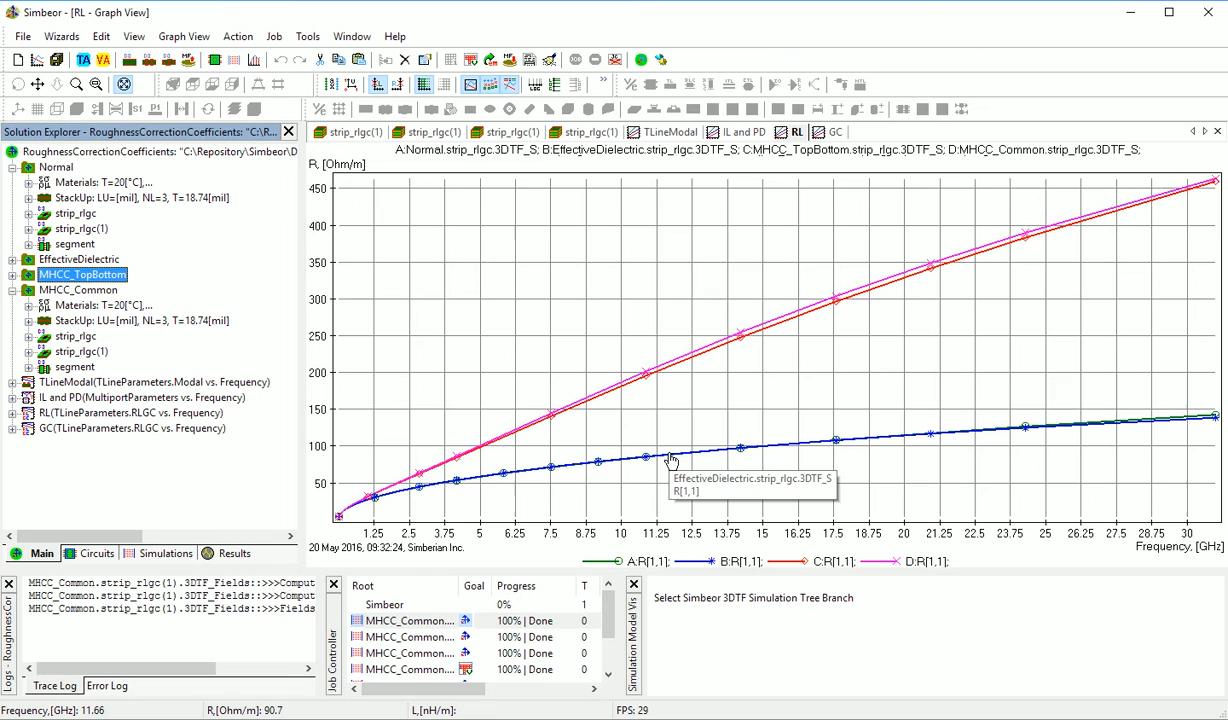 Simbeor - [RL - Graph View]
File Wizards Edit View Graph View Action Job Tools Window Help
Solution Explorer - RoughnessCorrectionCoefficients: "C:\R...
RoughnessCorrectionCoefficients: "C:\Repository\Simbeor\D
Normal
Materials: T=20[°C],...
StackUp: LU=[mil], NL=3, T=18.74[mil]
strip_rlgc
strip_rlgc(1)
segment
EffectiveDielectric
MHCC_TopBottom
MHCC_Common
Materials: T=20[°C],...
StackUp: LU=[mil], NL=3, T=18.74[mil]
strip_rlgc
strip_rlgc(1)
segment
TLineModal(TLineParameters.Modal vs. Frequency)
IL and PD(MultiportParameters vs. Frequency)
RL(TLineParameters.RLGC vs. Frequency)
GC(TLineParameters.RLGC vs. Frequency)
Main Circuits Simulations Results
strip_rlgc(1) strip_rlgc(1) strip_rlgc(1) strip_rlgc(1) TLineModal IL and PD RL GC
A:Normal.strip_rlgc.3DTF_S; B:EffectiveDielectric.strip_rlgc.3DTF_S; C:MHCC_TopBottom.strip_rlgc.3DTF_S; D:MHCC_Common.strip_rlgc.3DTF_S;
R, [Ohm/m]
450
400
350
300
250
200
150
100
50
EffectiveDielectric.strip_rlgc.3DTF_S
R[1,1]
1.25 2.5 3.75 5 6.25 7.5 8.75 10 11.25 12.5 13.75 15 16.25 17.5 18.75 20 21.25 22.5 23.75 25 26.25 27.5 28.75 30
20 May 2016, 09:32:24, Simberian Inc.
Frequency, [GHz]
A:R[1,1]; B:R[1,1]; C:R[1,1]; D:R[1,1];
Logs - RoughnessCor
MHCC_Common.strip_rlgc(1).3DTF_Fields::>>>Comput
MHCC_Common.strip_rlgc(1).3DTF_Fields::>>>Comput
MHCC_Common.strip_rlgc(1).3DTF_Fields::>>>Fields
Trace Log Error Log
Job Controller
Root Goal Progress T
Simbeor 0% 1
MHCC_Common.... 100% | Done 0
MHCC_Common.... 100% | Done 0
MHCC_Common.... 100% | Done 0
MHCC_Common.... 100% | Done 0
Simulation Model Vis
Select Simbeor 3DTF Simulation Tree Branch
Frequency,[GHz]: 11.66 R,[Ohm/m]: 90.7 L,[nH/m]: FPS: 29